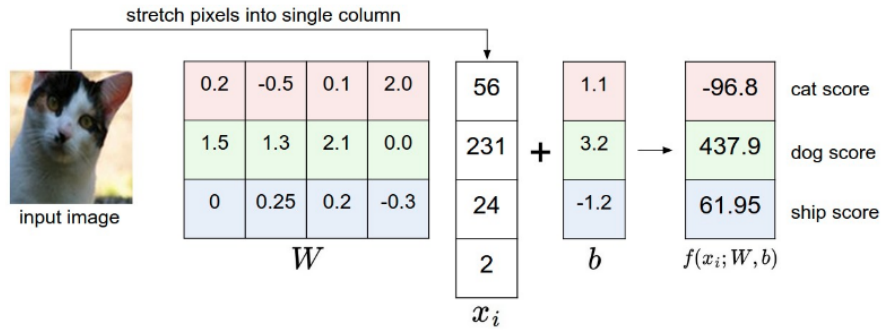 stretch pixels into single column
0.2 -0.5 0.1 2.0
1.5 1.3 2.1 0.0
0 0.25 0.2 -0.3
W
56
231
24
2
x_i
+
1.1
3.2
-1.2
b
-96.8 cat score
437.9 dog score
61.95 ship score
f(x_i; W, b)
input image